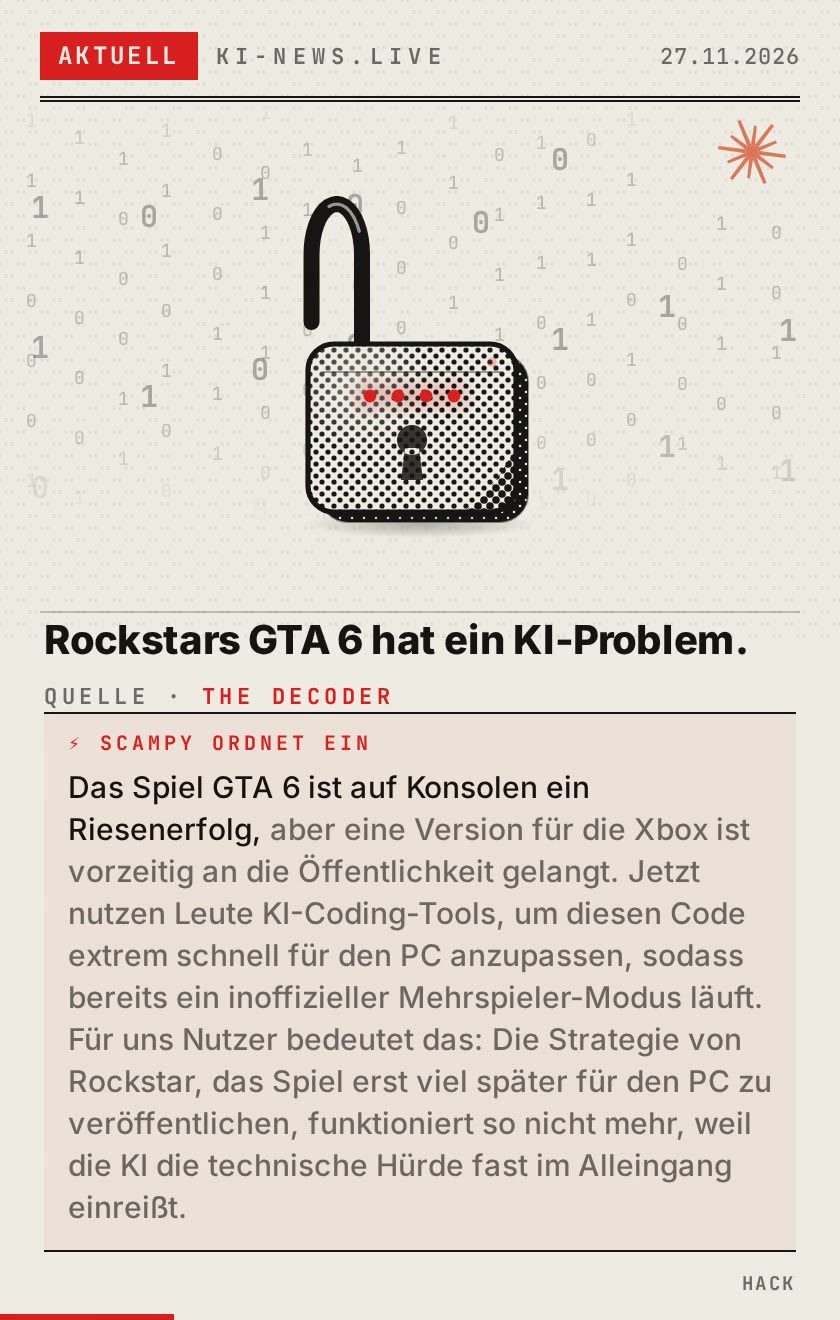 AKTUELL KI-NEWS.LIVE 27.11.2026
Rockstars GTA 6 hat ein KI-Problem.
QUELLE · THE DECODER
⚡ SCAMPY ORDNET EIN
Das Spiel GTA 6 ist auf Konsolen ein
Riesenerfolg, aber eine Version für die Xbox ist
vorzeitig an die Öffentlichkeit gelangt. Jetzt
nutzen Leute KI-Coding-Tools, um diesen Code
extrem schnell für den PC anzupassen, sodass
bereits ein inoffizieller Mehrspieler-Modus läuft.
Für uns Nutzer bedeutet das: Die Strategie von
Rockstar, das Spiel erst viel später für den PC zu
veröffentlichen, funktioniert so nicht mehr, weil
die KI die technische Hürde fast im Alleingang
einreißt.
HACK